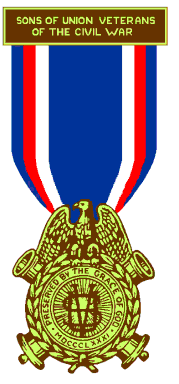 SONS OF UNION VETERANS
OF THE CIVIL WAR
PRESERVED BY THE GRACE OF GOD
MDCCCLXXXI